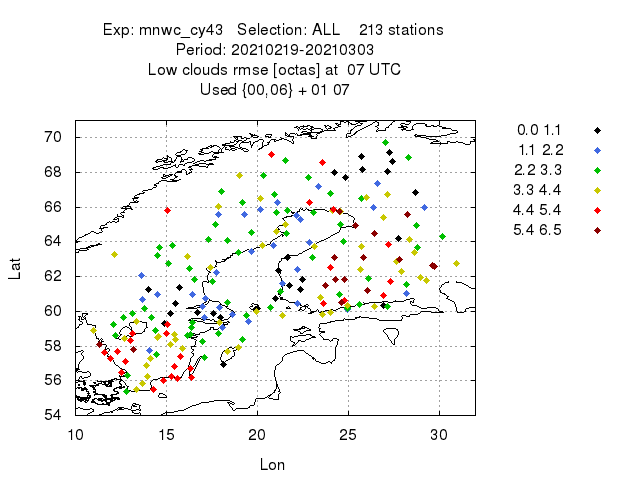 Exp: mnwc_cy43 Selection: ALL 213 stations
Period: 20210219-20210303
Low clouds rmse [octas] at 07 UTC
Used {00,06} + 01 07
0.0 1.1
1.1 2.2
2.2 3.3
3.3 4.4
4.4 5.4
5.4 6.5
70
68
66
64
62
60
58
56
54
Lat
10 15 20 25 30
Lon